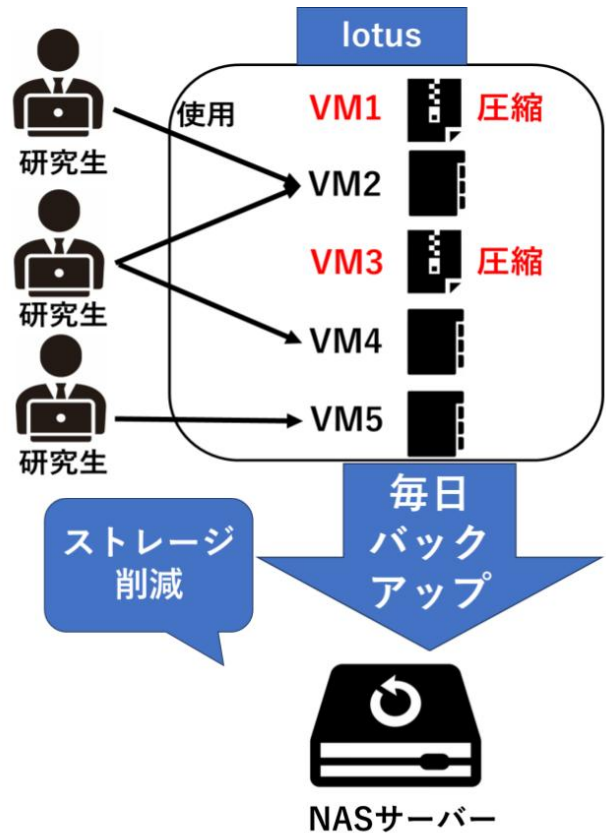 lotus
使用
VM1 圧縮
研究生
VM2
VM3 圧縮
研究生
VM4
VM5
研究生
毎日
バック
アップ
ストレージ
削減
NASサーバー